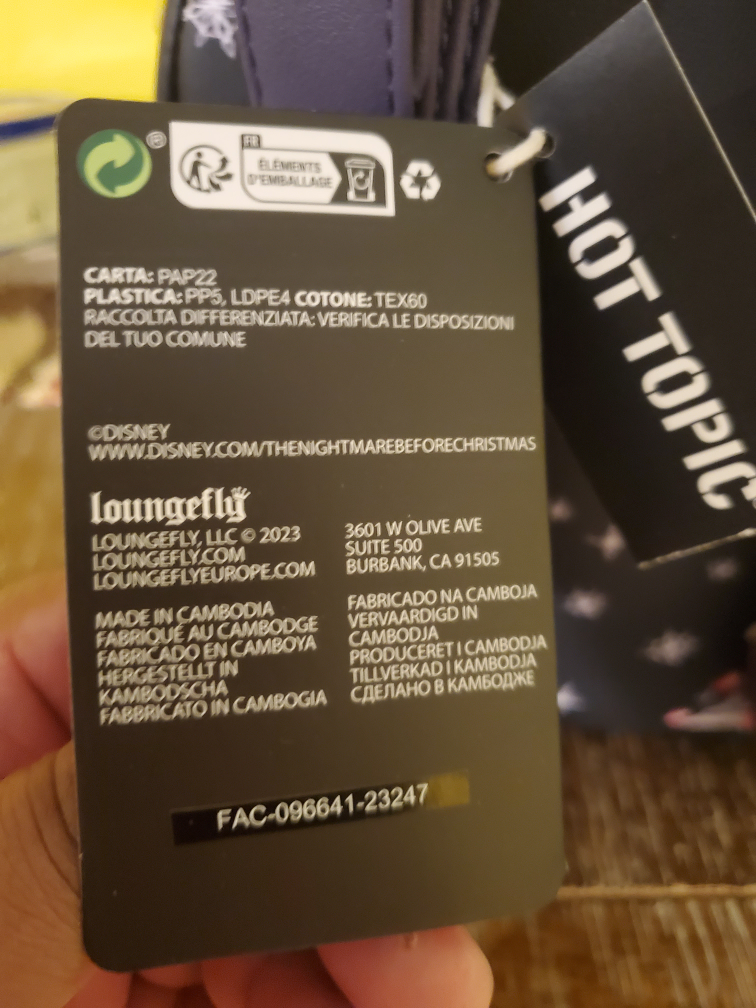 ®
FR
ÉLÉMENTS
D'EMBALLAGE
CARTA: PAP22
PLASTICA: PP5, LDPE4 COTONE: TEX60
RACCOLTA DIFFERENZIATA: VERIFICA LE DISPOSIZIONI
DEL TUO COMUNE
©DISNEY
WWW.DISNEY.COM/THENIGHTMAREBEFORECHRISTMAS
loungefly
LOUNGEFLY, LLC © 2023
LOUNGEFLY.COM
LOUNGEFLYEUROPE.COM
3601 W OLIVE AVE
SUITE 500
BURBANK, CA 91505
MADE IN CAMBODIA
FABRIQUÉ AU CAMBODGE
FABRICADO EN CAMBOYA
HERGESTELLT IN
KAMBODSCHA
FABBRICATO IN CAMBOGIA
FABRICADO NA CAMBOJA
VERVAARDIGD IN
CAMBODJA
PRODUCERET I CAMBODJA
TILLVERKAD I KAMBODJA
СДЕЛАНО В КАМБОДЖЕ
FAC-096641-23247
HOT TOPIC